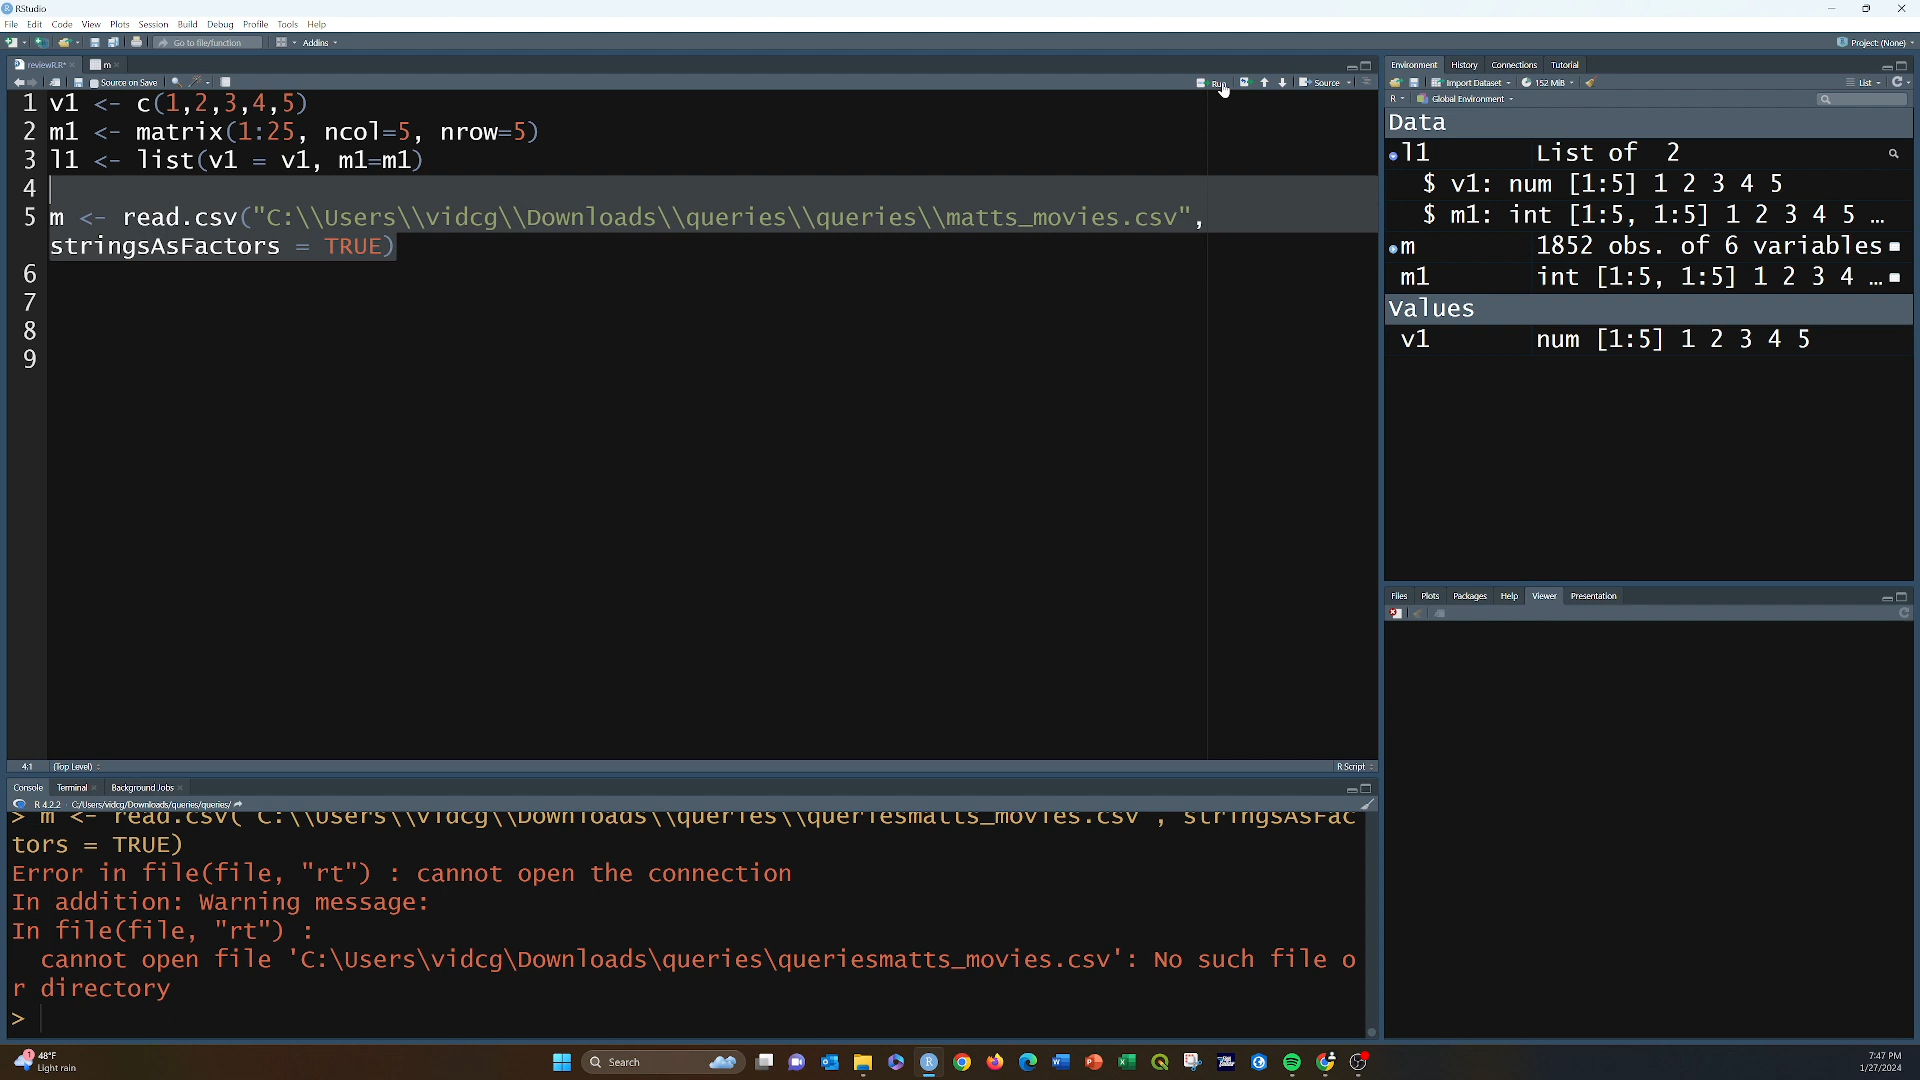 RStudio
File Edit Code View Plots Session Build Debug Profile Tools Help
Go to file/function Addins Project: (None)
reviewR.R* m
Source on Save Run Source
1 v1 <- c(1,2,3,4,5)
2 m1 <- matrix(1:25, ncol=5, nrow=5)
3 l1 <- list(v1 = v1, m1=m1)
4
5 m <- read.csv("C:\\Users\\vidcg\\Downloads\\queries\\queries\\matts_movies.csv",
stringsAsFactors = TRUE)
6
7
8
9
4:1 (Top Level) R Script
Console Terminal Background Jobs
R 4.2.2 · C:/Users/vidcg/Downloads/queries/queries/
> m <- read.csv("C:\\Users\\vidcg\\Downloads\\queries\\queriesmatts_movies.csv", stringsAsFac
tors = TRUE)
Error in file(file, "rt") : cannot open the connection
In addition: Warning message:
In file(file, "rt") :
cannot open file 'C:\Users\vidcg\Downloads\queries\queriesmatts_movies.csv': No such file o
r directory
>
Environment History Connections Tutorial
Import Dataset 152 MiB List
R Global Environment
Data
l1 List of 2
$ v1: num [1:5] 1 2 3 4 5
$ m1: int [1:5, 1:5] 1 2 3 4 5 ...
m 1852 obs. of 6 variables
m1 int [1:5, 1:5] 1 2 3 4 ...
Values
v1 num [1:5] 1 2 3 4 5
Files Plots Packages Help Viewer Presentation
1 48°F
Light rain
Search
7:47 PM
1/27/2024